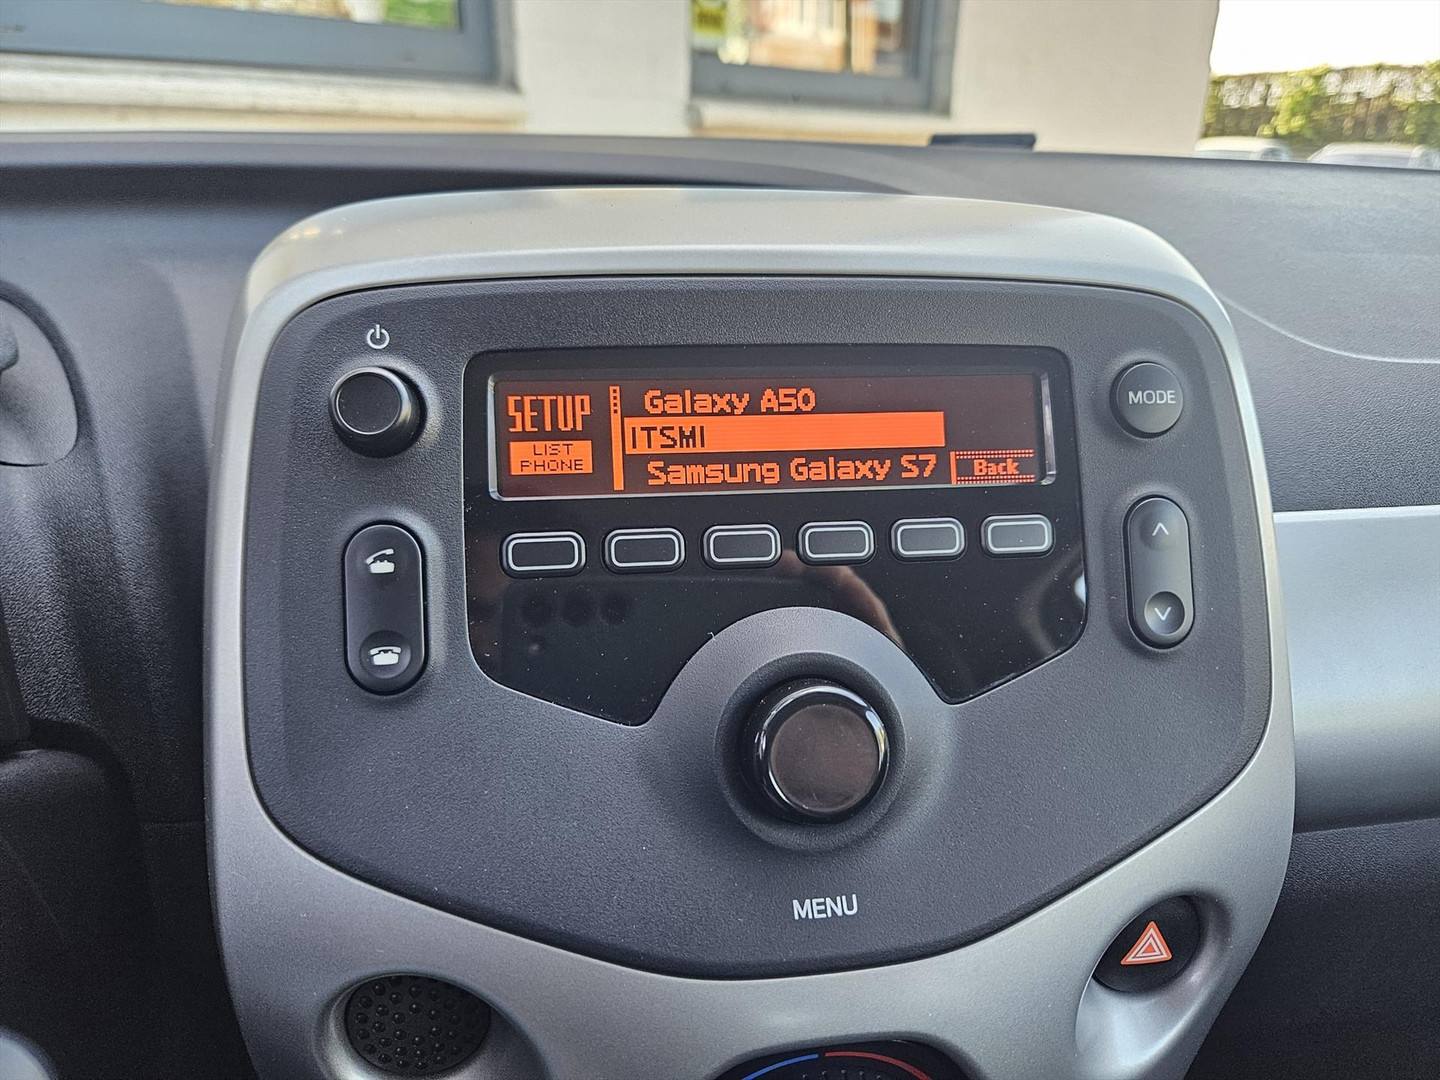 SETUP
LIST
PHONE
Galaxy A50
ITSMI
Samsung Galaxy S7
Back
MODE
MENU